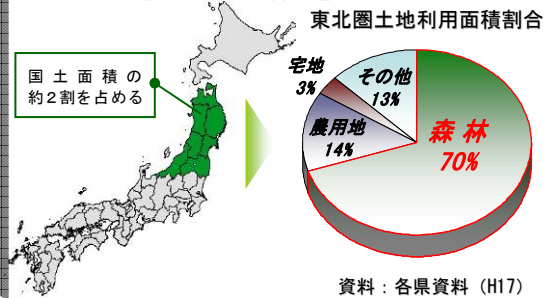 東北圏土地利用面積割合
国土面積の
約2割を占める
宅地
3%
その他
13%
農用地
14%
森林
70%
資料：各県資料（H17）